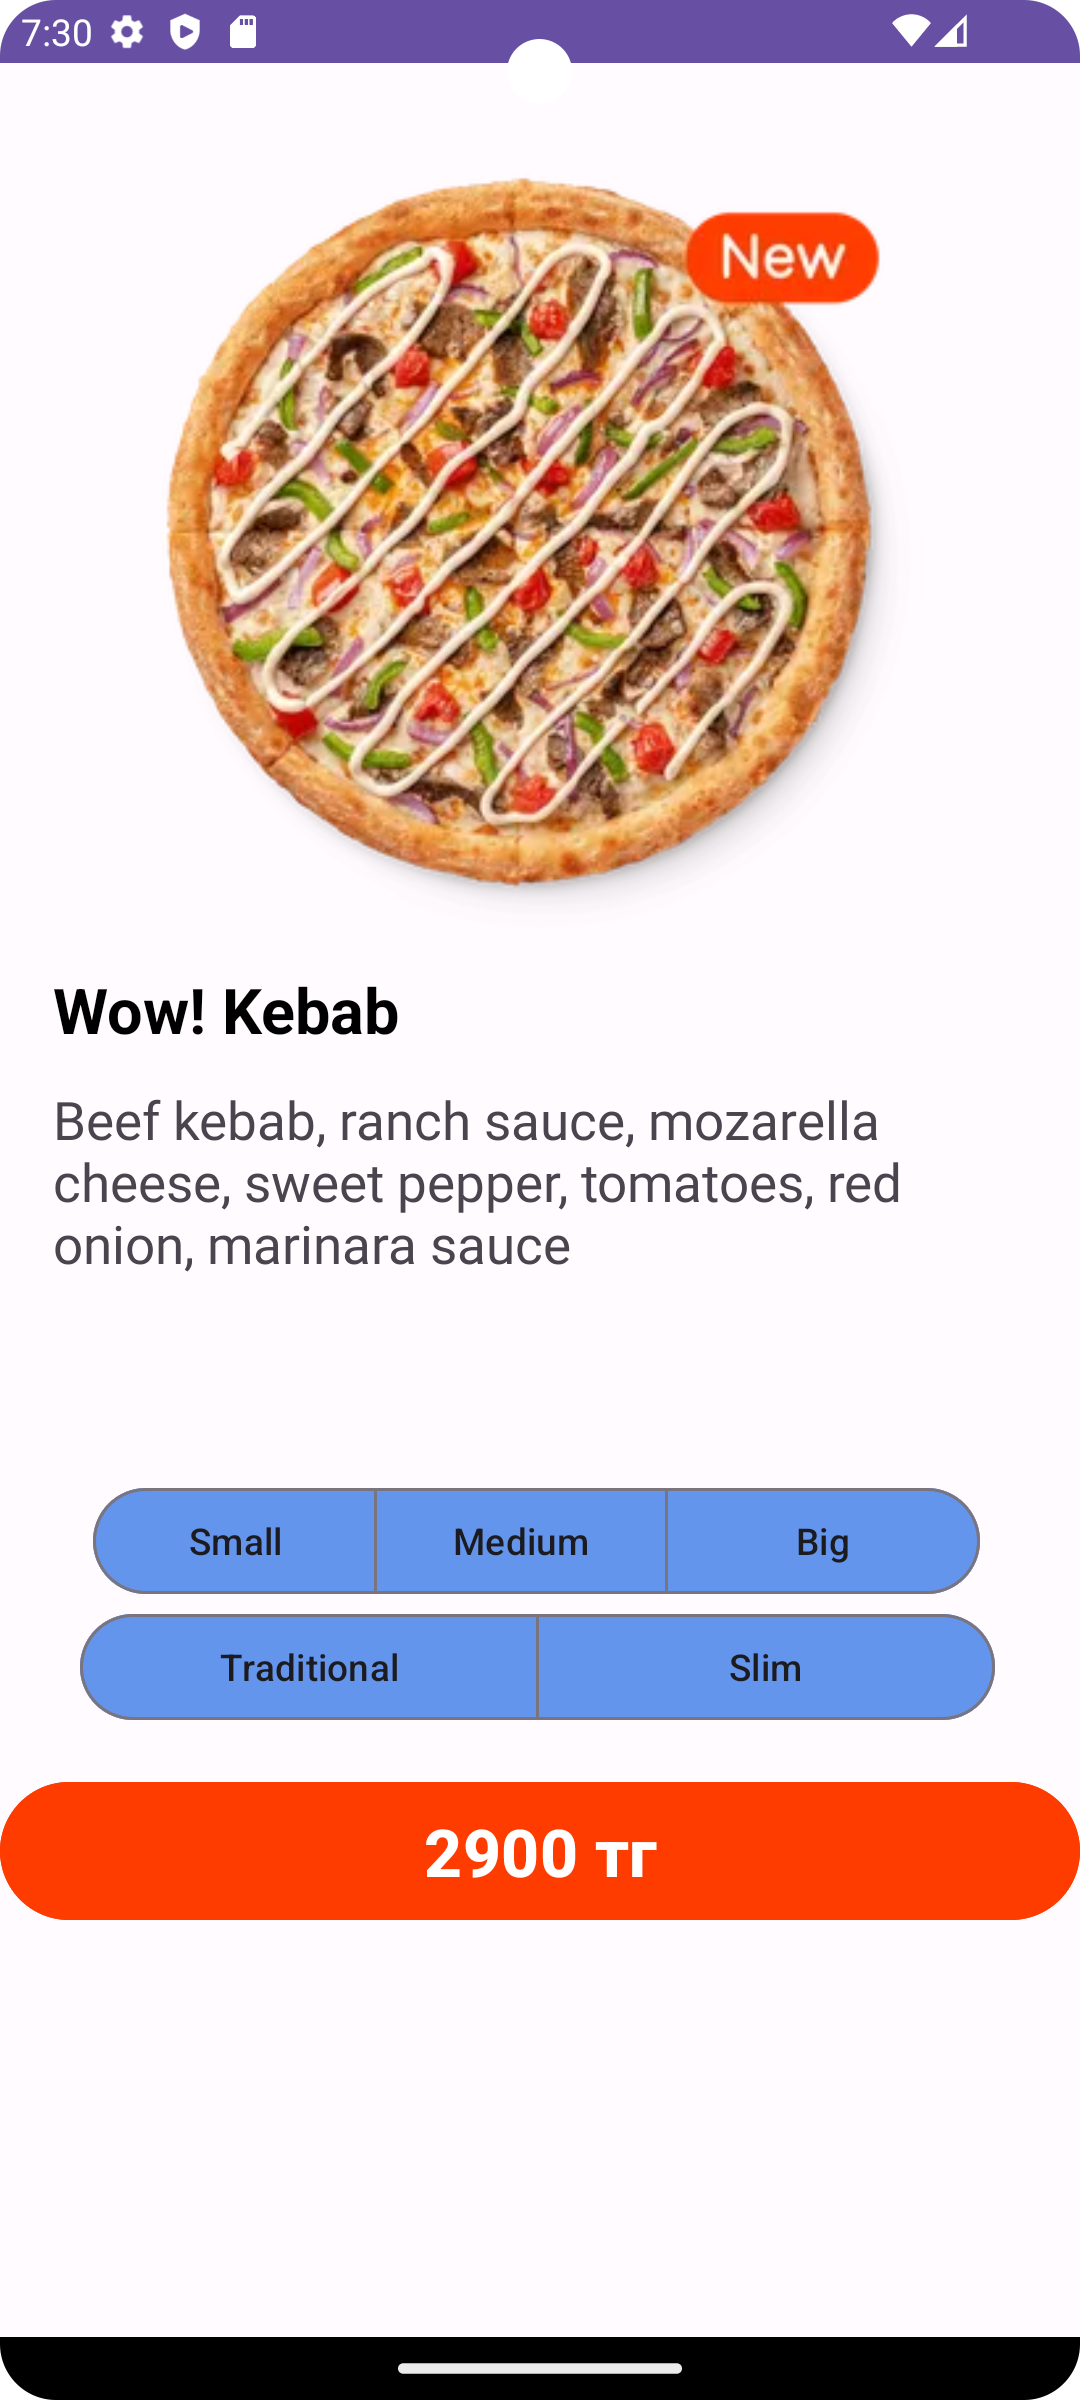 7:30
New
Wow! Kebab
Beef kebab, ranch sauce, mozarella
cheese, sweet pepper, tomatoes, red
onion, marinara sauce
Small Medium Big
Traditional Slim
2900 тг